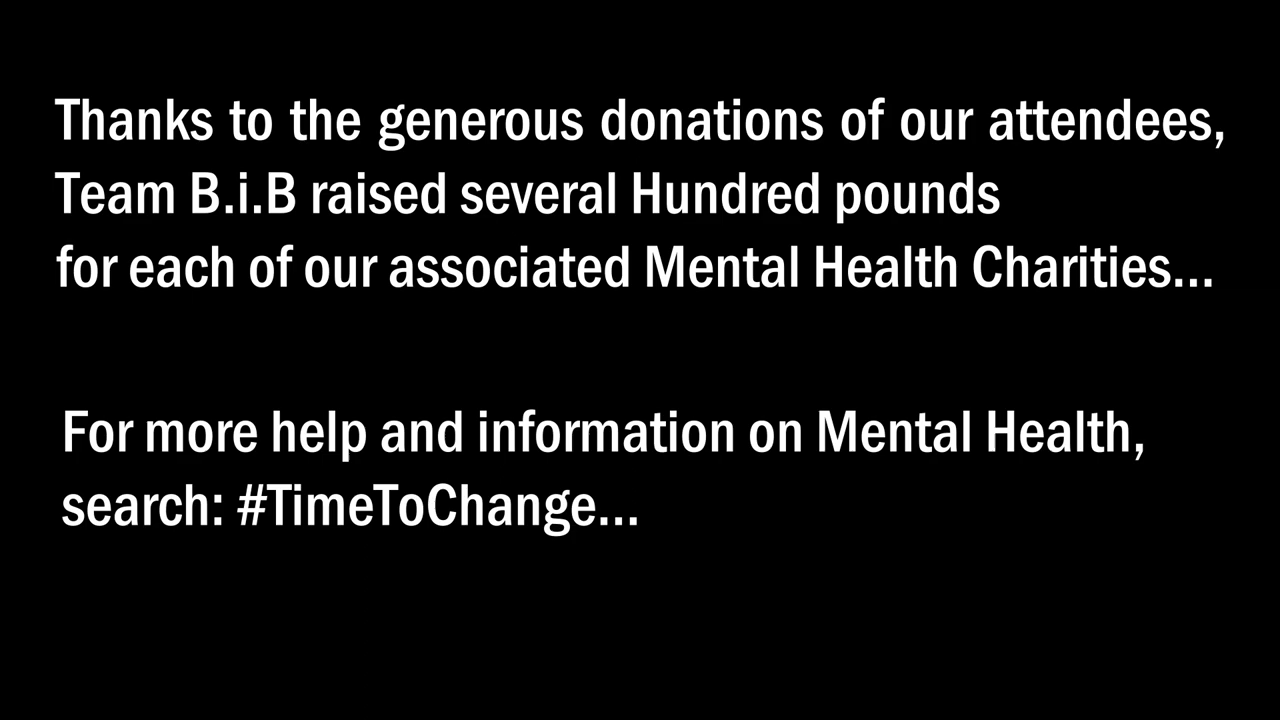 Thanks to the generous donations of our attendees,
Team B.i.B raised several Hundred pounds
for each of our associated Mental Health Charities...
For more help and information on Mental Health,
search: #TimeToChange...